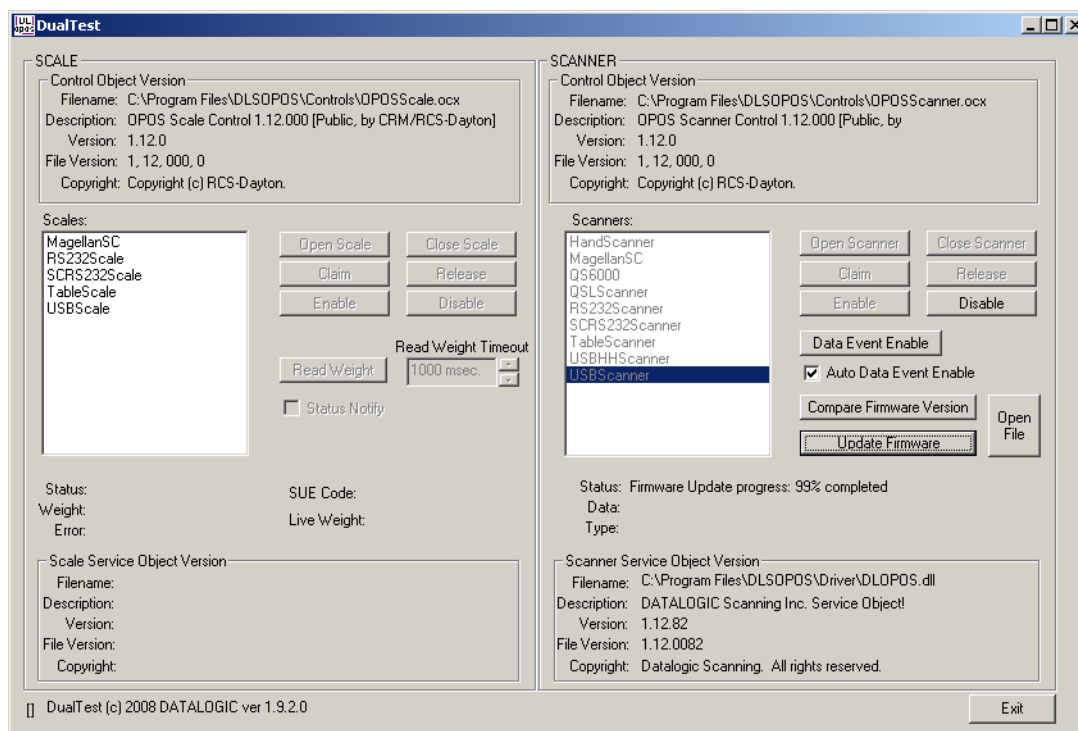 UL
opos
DualTest
SCALE
Control Object Version
Filename: C:\Program Files\DLSOPOS\Controls\OPOSScale.ocx
Description: OPOS Scale Control 1.12.000 [Public, by CRM/RCS-Dayton]
Version: 1.12.0
File Version: 1, 12, 000, 0
Copyright: Copyright (c) RCS-Dayton.
Scales:
MagellanSC
RS232Scale
SCRS232Scale
TableScale
USBScale
Open Scale
Close Scale
Claim
Release
Enable
Disable
Read Weight Timeout
Read Weight
1000 msec.
Status Notify
Status:
Weight:
Error:
SUE Code:
Live Weight:
Scale Service Object Version
Filename:
Description:
Version:
File Version:
Copyright:
SCANNER
Control Object Version
Filename: C:\Program Files\DLSOPOS\Controls\OPOSScanner.ocx
Description: OPOS Scanner Control 1.12.000 [Public, by
Version: 1.12.0
File Version: 1, 12, 000, 0
Copyright: Copyright (c) RCS-Dayton.
Scanners:
HandScanner
MagellanSC
QS6000
QSLScanner
RS232Scanner
SCRS232Scanner
TableScanner
USBHHScanner
USBScanner
Open Scanner
Close Scanner
Claim
Release
Enable
Disable
Data Event Enable
Auto Data Event Enable
Compare Firmware Version
Update Firmware
Open
File
Status: Firmware Update progress: 99% completed
Data:
Type:
Scanner Service Object Version
Filename: C:\Program Files\DLSOPOS\Driver\DLOPOS.dll
Description: DATALOGIC Scanning Inc. Service Object!
Version: 1.12.82
File Version: 1.12.0082
Copyright: Datalogic Scanning. All rights reserved.
[] DualTest (c) 2008 DATALOGIC ver 1.9.2.0
Exit